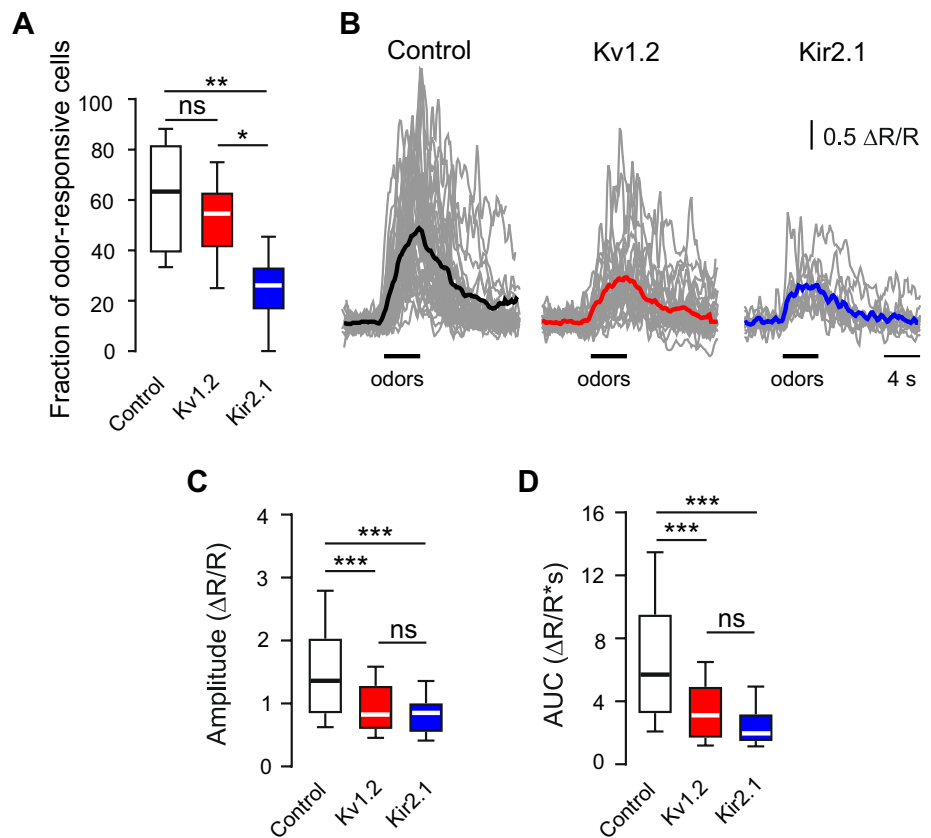 A
Fraction of odor-responsive cells
100
80
60
40
20
0
**
ns
*
Control
Kv1.2
Kir2.1
B
Control
Kv1.2
Kir2.1
0.5 ΔR/R
odors
odors
odors
4 s
C
Amplitude (ΔR/R)
4
3
2
1
0
***
***
ns
Control
Kv1.2
Kir2.1
D
AUC (ΔR/R*s)
16
12
8
4
0
***
***
ns
Control
Kv1.2
Kir2.1